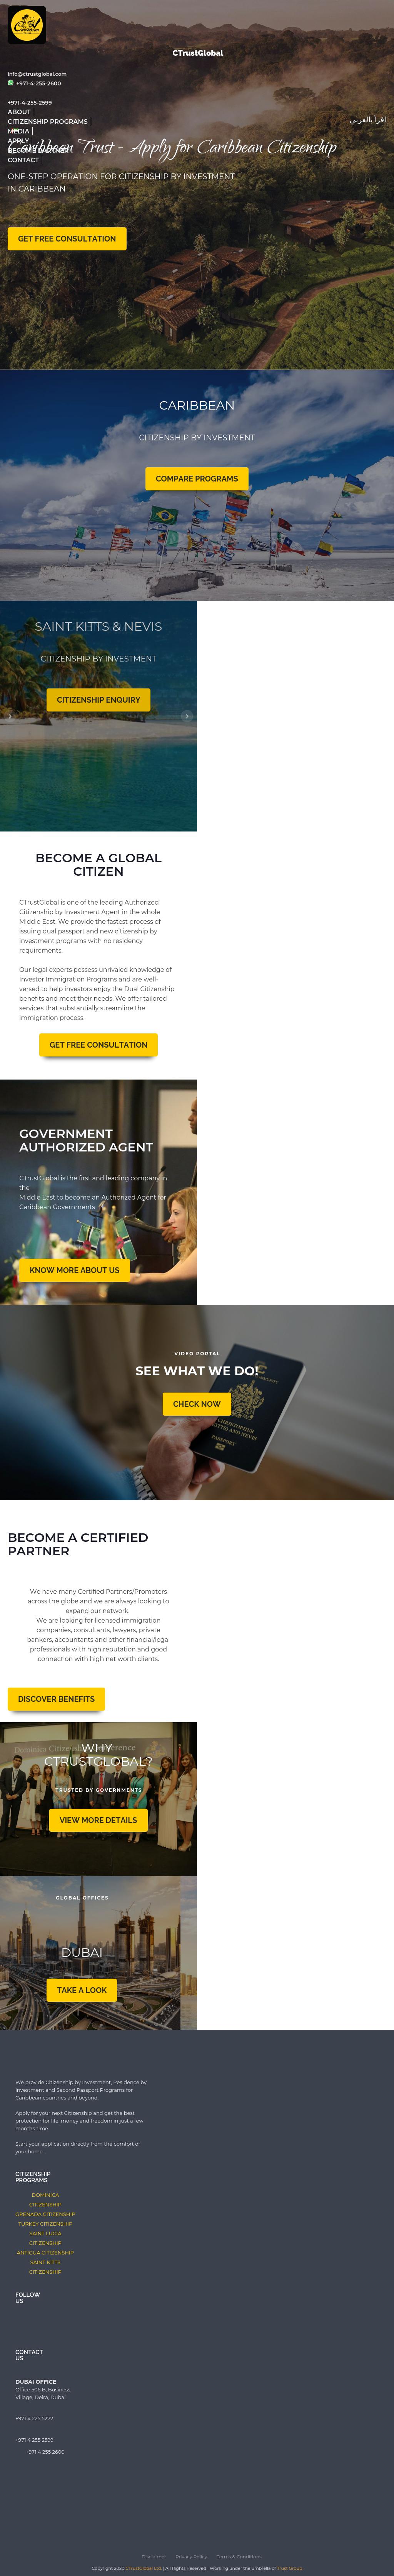 CTrustGlobal
info@ctrustglobal.com
+971-4-255-2600
+971-4-255-2599
ABOUT
CITIZENSHIP PROGRAMS
MEDIA
APPLY
CONTACT
اقرأ بالعربي
Caribbean Trust - Apply for Caribbean Citizenship
ONE-STEP OPERATION FOR CITIZENSHIP BY INVESTMENT
IN CARIBBEAN
GET FREE CONSULTATION
CARIBBEAN
CITIZENSHIP BY INVESTMENT
COMPARE PROGRAMS
SAINT KITTS & NEVIS
CITIZENSHIP BY INVESTMENT
CITIZENSHIP ENQUIRY
BECOME A GLOBAL
CITIZEN
CTrustGlobal is one of the leading Authorized
Citizenship by Investment Agent in the whole
Middle East. We provide the fastest process of
issuing dual passport and new citizenship by
investment programs with no residency
requirements.
Our legal experts possess unrivaled knowledge of
Investor Immigration Programs and are well-
versed to help investors enjoy the Dual Citizenship
benefits and meet their needs. We offer tailored
services that substantially streamline the
immigration process.
GET FREE CONSULTATION
GOVERNMENT
AUTHORIZED AGENT
CTrustGlobal is the first and leading company in
the
Middle East to become an Authorized Agent for
Caribbean Governments
KNOW MORE ABOUT US
VIDEO PORTAL
SEE WHAT WE DO!
CHECK NOW
CHRISTOPHER
PASSPORT
BECOME A CERTIFIED
PARTNER
We have many Certified Partners/Promoters
across the globe and we are always looking to
expand our network.
We are looking for licensed immigration
companies, consultants, lawyers, private
bankers, accountants and other financial/legal
professionals with high reputation and good
connection with high net worth clients.
DISCOVER BENEFITS
WHY
CTRUSTGLOBAL?
TRUSTED BY GOVERNMENTS
VIEW MORE DETAILS
GLOBAL OFFICES
DUBAI
TAKE A LOOK
We provide Citizenship by Investment, Residence by
Investment and Second Passport Programs for
Caribbean countries and beyond.
Apply for your next Citizenship and get the best
protection for life, money and freedom in just a few
months time.
Start your application directly from the comfort of
your home.
CITIZENSHIP
PROGRAMS
DOMINICA
CITIZENSHIP
GRENADA CITIZENSHIP
TURKEY CITIZENSHIP
SAINT LUCIA
CITIZENSHIP
ANTIGUA CITIZENSHIP
SAINT KITTS
CITIZENSHIP
FOLLOW
US
CONTACT
US
DUBAI OFFICE
Office 506 B, Business
Village, Deira, Dubai
+971 4 225 5272
+971 4 255 2599
+971 4 255 2600
Disclaimer Privacy Policy Terms & Conditions
Copyright 2020 CTrustGlobal Ltd. | All Rights Reserved | Working under the umbrella of Trust Group